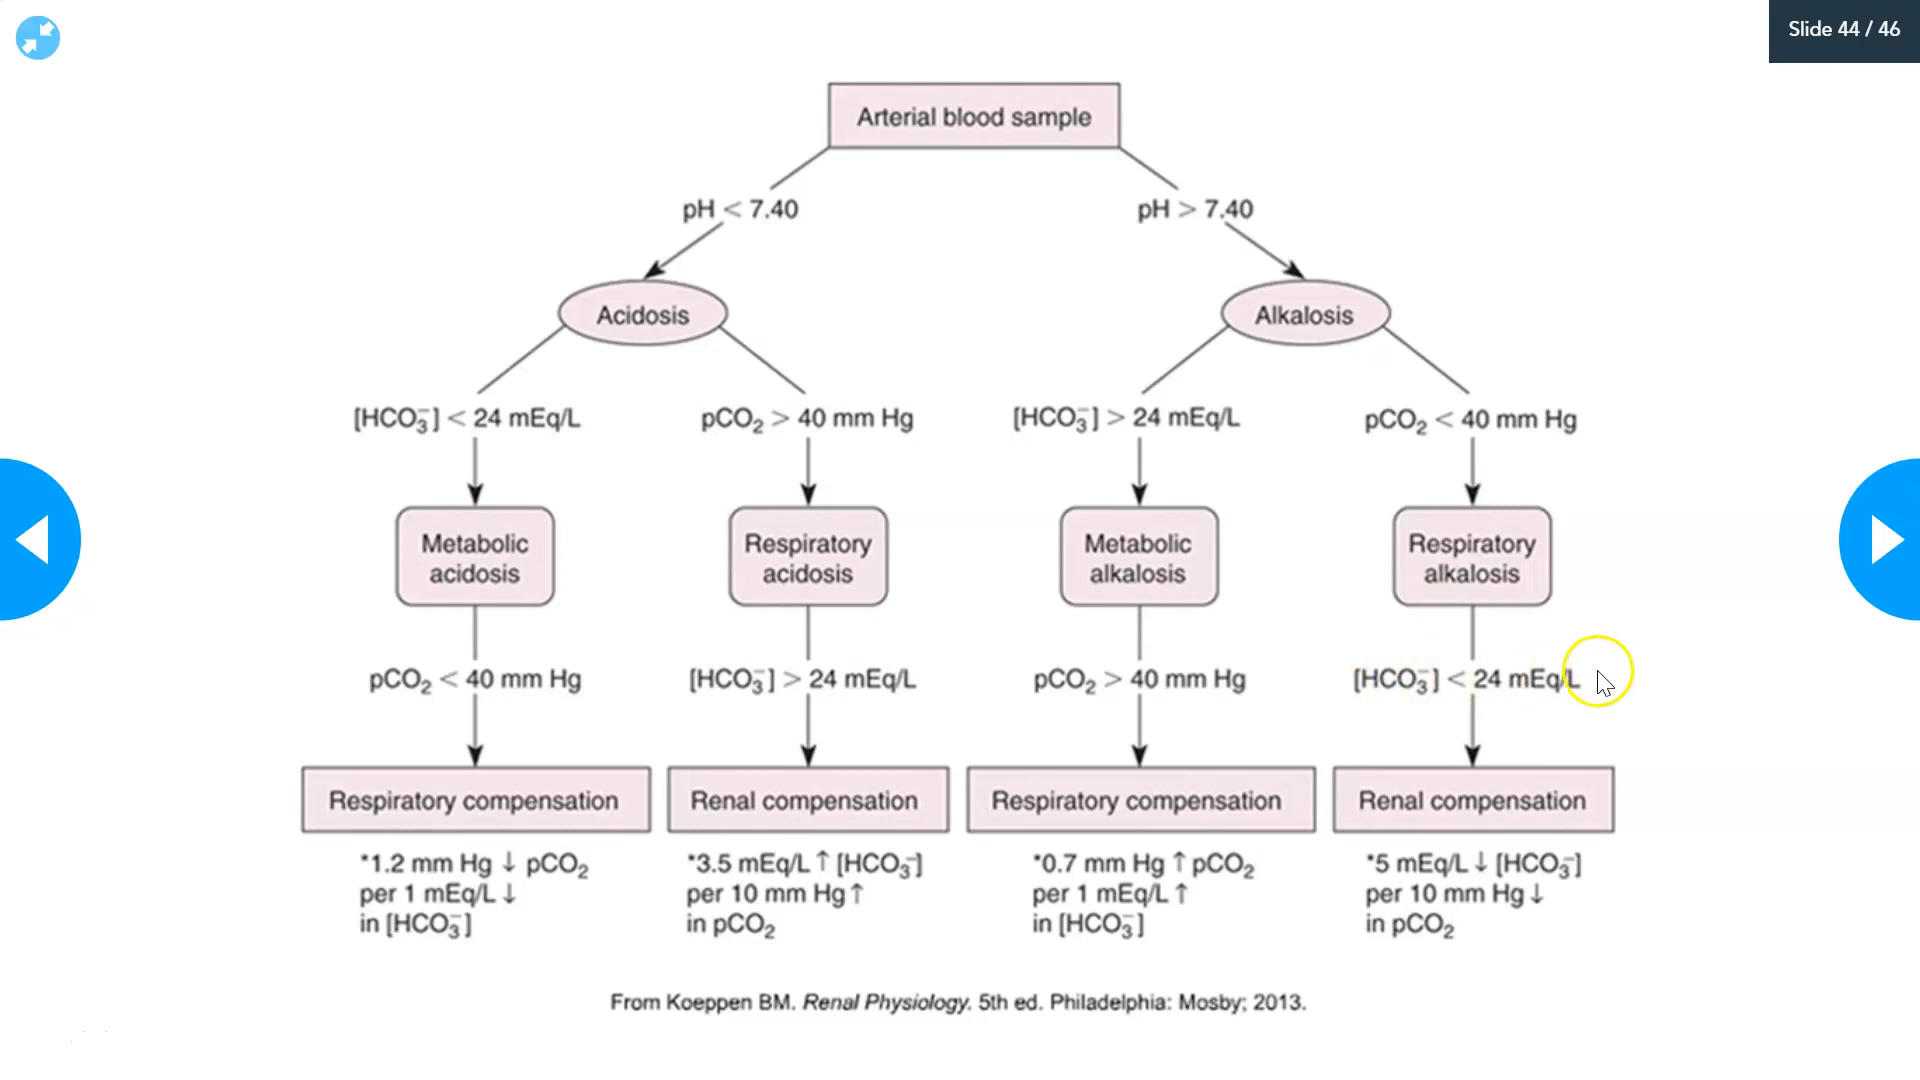 Slide 44 / 46
Arterial blood sample
pH < 7.40
pH > 7.40
Acidosis
Alkalosis
[HCO₃⁻] < 24 mEq/L
pCO₂ > 40 mm Hg
[HCO₃⁻] > 24 mEq/L
pCO₂ < 40 mm Hg
Metabolic
acidosis
Respiratory
acidosis
Metabolic
alkalosis
Respiratory
alkalosis
pCO₂ < 40 mm Hg
[HCO₃⁻] > 24 mEq/L
pCO₂ > 40 mm Hg
[HCO₃⁻] < 24 mEq/L
Respiratory compensation
Renal compensation
Respiratory compensation
Renal compensation
*1.2 mm Hg ↓ pCO₂
per 1 mEq/L ↓
in [HCO₃⁻]
*3.5 mEq/L ↑ [HCO₃⁻]
per 10 mm Hg ↑
in pCO₂
*0.7 mm Hg ↑ pCO₂
per 1 mEq/L ↑
in [HCO₃⁻]
*5 mEq/L ↓ [HCO₃⁻]
per 10 mm Hg ↓
in pCO₂
From Koeppen BM. Renal Physiology. 5th ed. Philadelphia: Mosby; 2013.